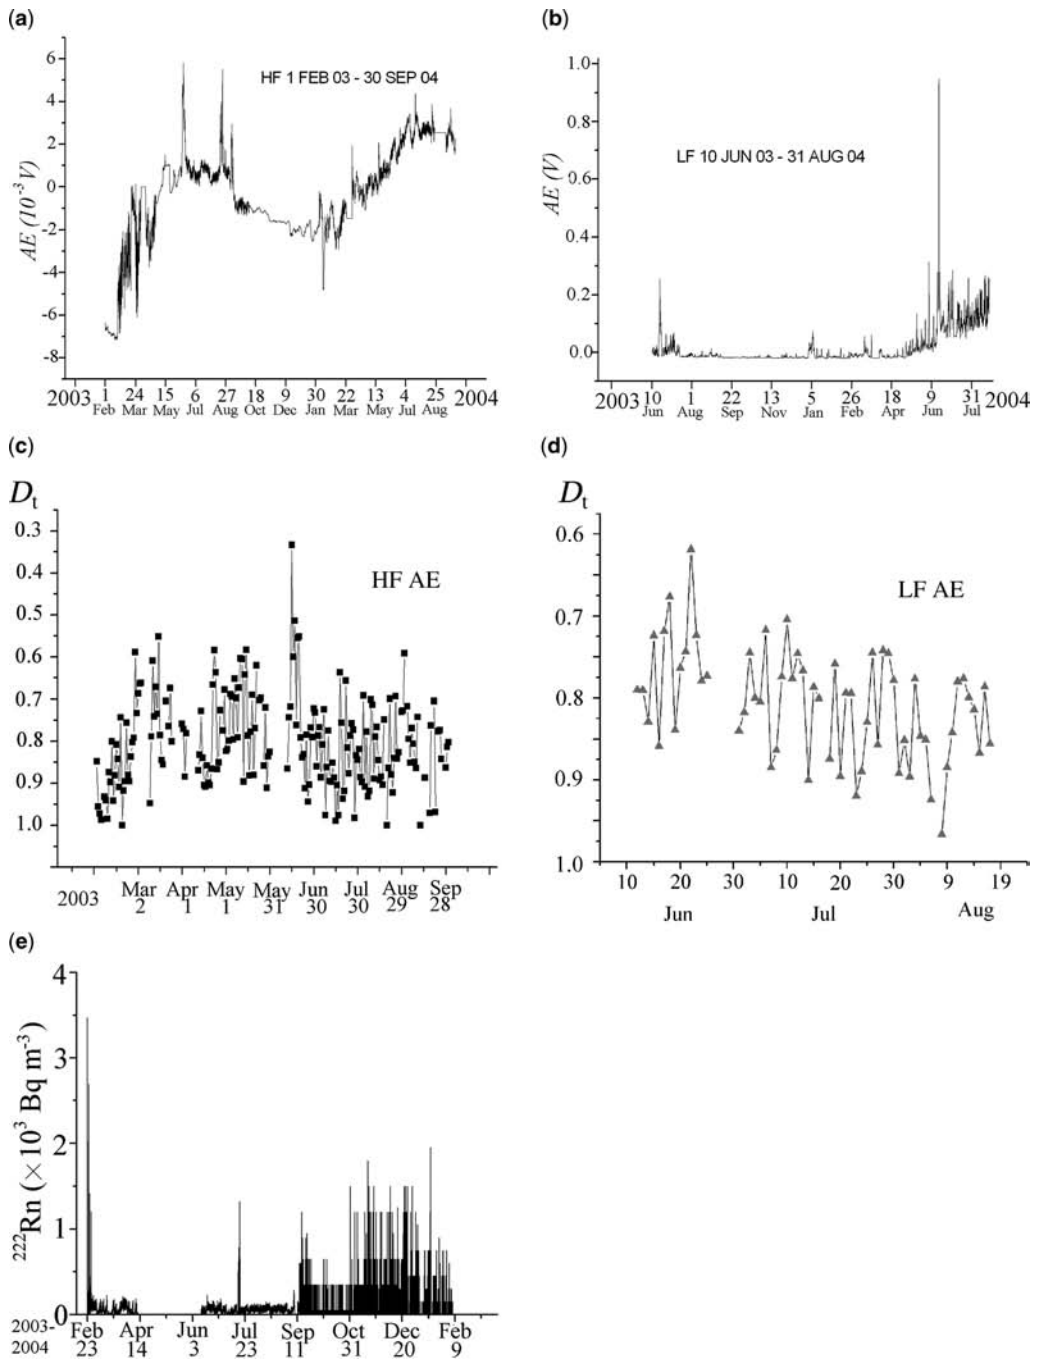 (a)
6
4
2
0
-2
-4
-6
-8
AE (10⁻³ V)
HF 1 FEB 03 - 30 SEP 04
2003 1 24 15 6 27 18 9 30 22 13 4 25 2004
Feb Mar May Jul Aug Oct Dec Jan Mar May Jul Aug
(b)
1.0
0.8
0.6
0.4
0.2
0.0
AE (V)
LF 10 JUN 03 - 31 AUG 04
2003 10 1 22 13 5 26 18 9 31 2004
Jun Aug Sep Nov Jan Feb Apr Jun Jul
(c)
Dₜ
0.3
0.4
0.5
0.6
0.7
0.8
0.9
1.0
HF AE
Mar Apr May May Jun Jul Aug Sep
2003 2 1 1 31 30 30 29 28
(d)
Dₜ
0.6
0.7
0.8
0.9
1.0
LF AE
10 20 30 10 20 30 9 19
Jun Jul Aug
(e)
4
3
2
1
0
²²²Rn (×10³ Bq m⁻³)
2003- Feb Apr Jun Jul Sep Oct Dec Feb
2004 23 14 3 23 11 31 20 9